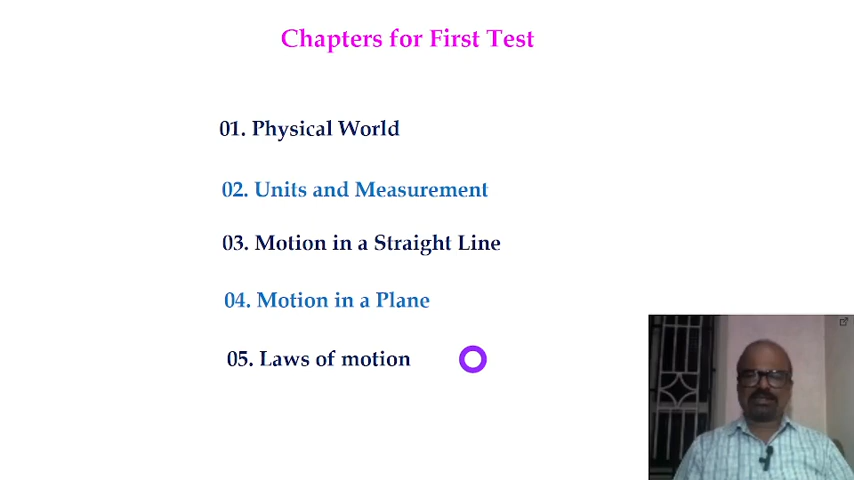 Chapters for First Test
01. Physical World
02. Units and Measurement
03. Motion in a Straight Line
04. Motion in a Plane
05. Laws of motion